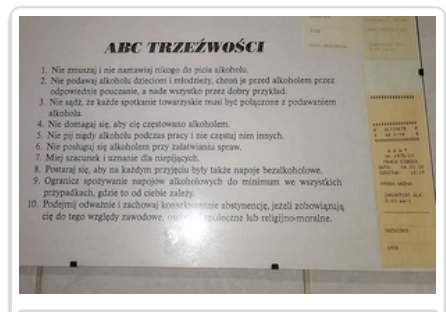 ABC TRZEŹWOŚCI
1. Nie zmuszaj i nie namawiaj nikogo do picia alkoholu.
2. Nie podawaj alkoholu dzieciom i młodzieży, chroń je przed alkoholem przez
odpowiednie pouczanie, a nade wszystko przez dobry przykład.
3. Nie sądź, że każde spotkanie towarzyskie musi być połączone z podawaniem
alkoholu.
4. Nie domagaj się, aby cię częstowano alkoholem.
5. Nie pij nigdy alkoholu podczas pracy i nie częstuj nim innych.
6. Nie posługuj się alkoholem przy załatwianiu spraw.
7. Miej szacunek i uznanie dla niepijących.
8. Postaraj się, aby na każdym przyjęciu były także napoje bezalkoholowe.
9. Ogranicz spożywanie napojów alkoholowych do minimum we wszystkich
przypadkach, gdzie to od ciebie zależy.
10. Podejmij odważnie i zachowaj konsekwentnie abstynencję, jeżeli zobowiązują
cię do tego względy zawodowe, społeczne lub religijno-moralne.